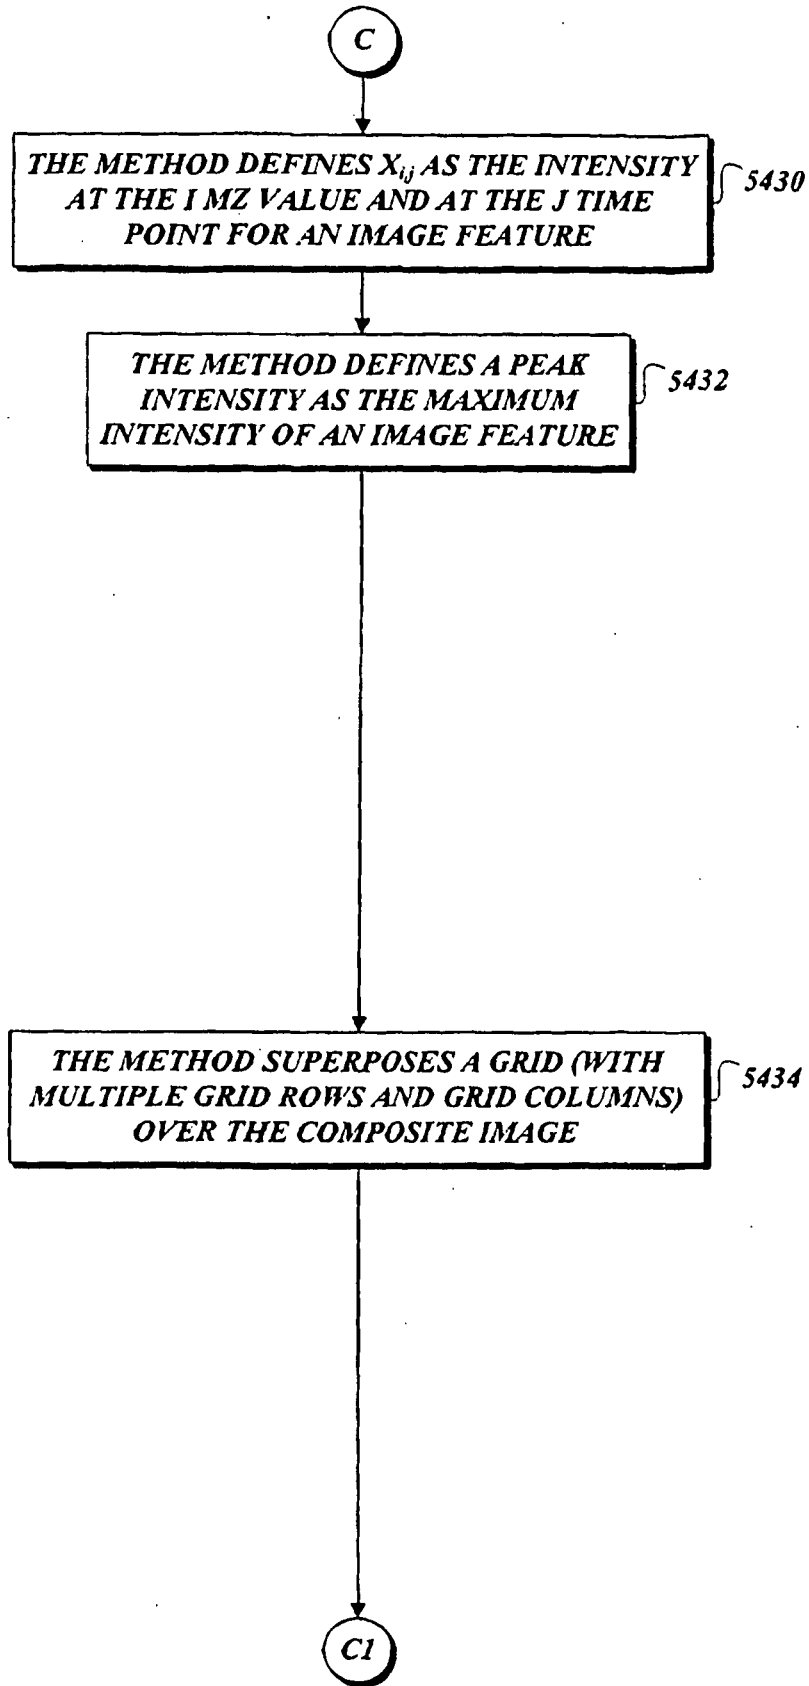 C
THE METHOD DEFINES X_ij AS THE INTENSITY
AT THE I MZ VALUE AND AT THE J TIME
POINT FOR AN IMAGE FEATURE
5430
THE METHOD DEFINES A PEAK
INTENSITY AS THE MAXIMUM
INTENSITY OF AN IMAGE FEATURE
5432
THE METHOD SUPERPOSES A GRID (WITH
MULTIPLE GRID ROWS AND GRID COLUMNS)
OVER THE COMPOSITE IMAGE
5434
C1